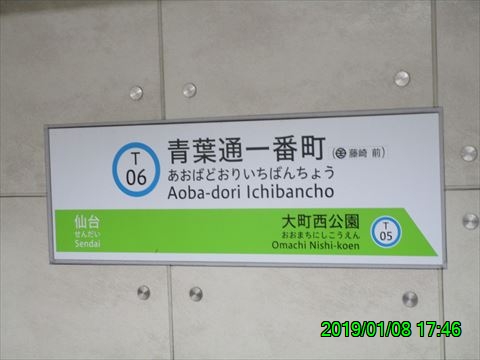 T
06
青葉通一番町 (藤崎 前)
あおばどおりいちばんちょう
Aoba-dori Ichibancho
仙台
せんだい
Sendai
大町西公園
おおまちにしこうえん
Omachi Nishi-koen
T
05
2019/01/08 17:46